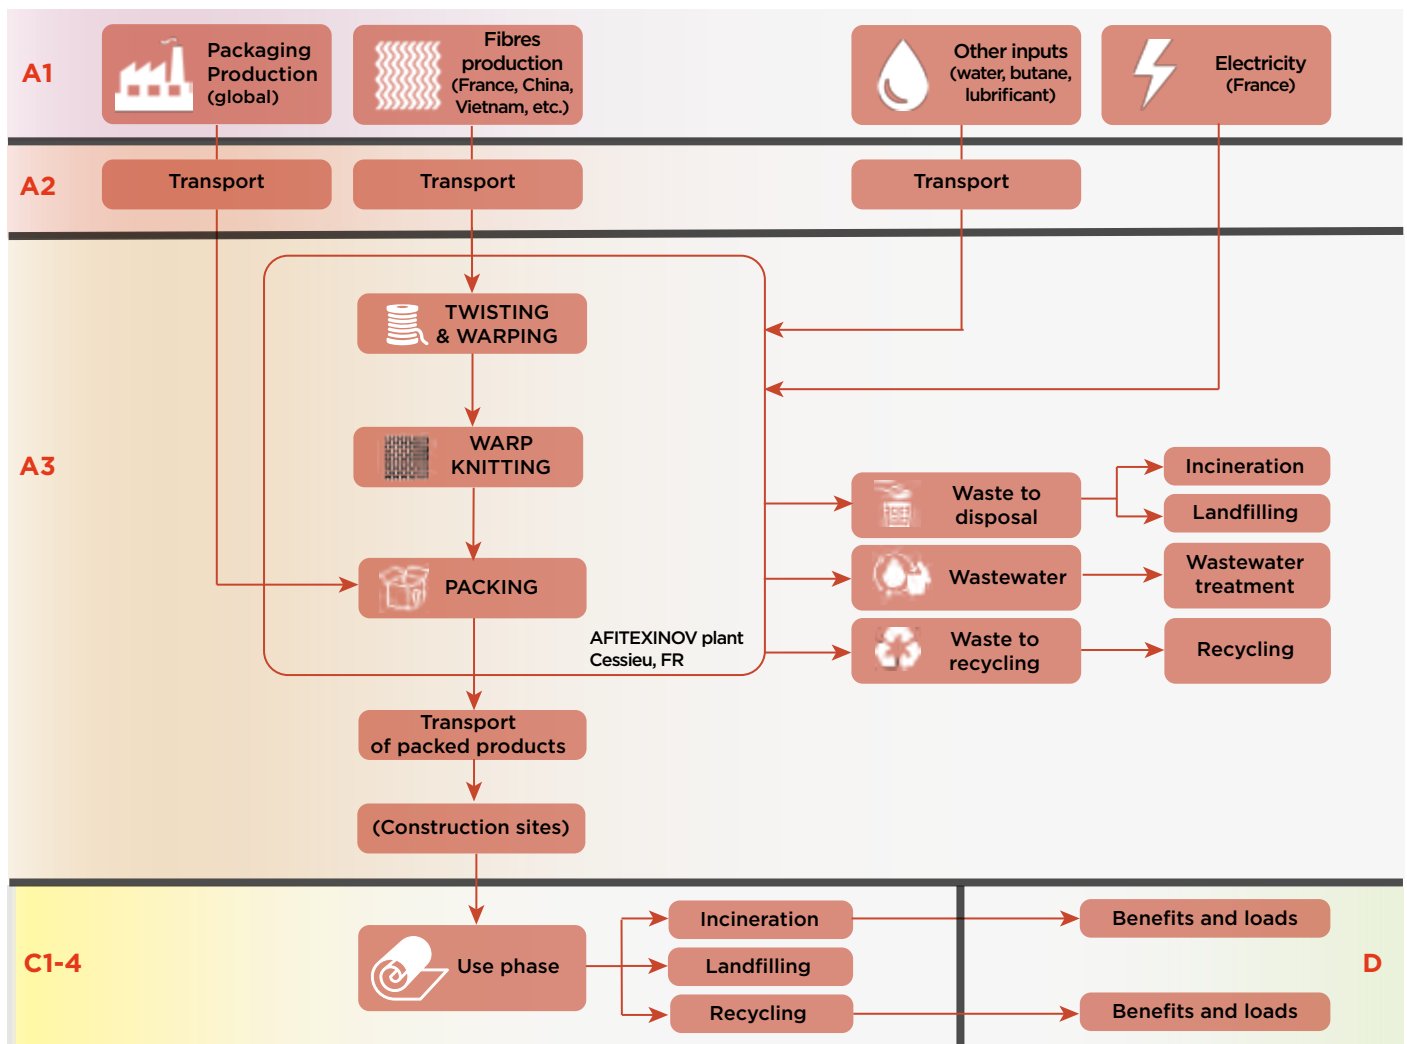 A1
Packaging
Production
(global)
Fibres
production
(France, China,
Vietnam, etc.)
Other inputs
(water, butane,
lubrificant)
Electricity
(France)
A2
Transport
Transport
Transport
A3
TWISTING
& WARPING
WARP
KNITTING
PACKING
AFITEXINOV plant
Cessieu, FR
Waste to
disposal
Incineration
Landfilling
Wastewater
Wastewater
treatment
Waste to
recycling
Recycling
Transport
of packed products
(Construction sites)
C1-4
Use phase
Incineration
Landfilling
Recycling
Benefits and loads
Benefits and loads
D